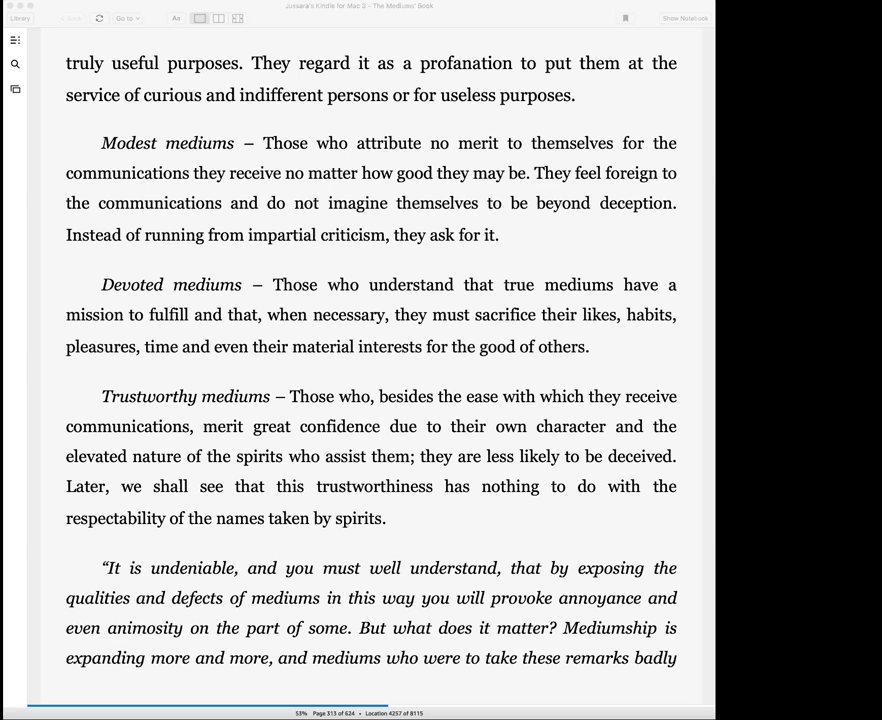 Jussara's Kindle for Mac 2 - The Mediums' Book
Library
Go to
Aa
Show Notebook
truly useful purposes. They regard it as a profanation to put them at the
service of curious and indifferent persons or for useless purposes.
Modest mediums – Those who attribute no merit to themselves for the
communications they receive no matter how good they may be. They feel foreign to
the communications and do not imagine themselves to be beyond deception.
Instead of running from impartial criticism, they ask for it.
Devoted mediums – Those who understand that true mediums have a
mission to fulfill and that, when necessary, they must sacrifice their likes, habits,
pleasures, time and even their material interests for the good of others.
Trustworthy mediums – Those who, besides the ease with which they receive
communications, merit great confidence due to their own character and the
elevated nature of the spirits who assist them; they are less likely to be deceived.
Later, we shall see that this trustworthiness has nothing to do with the
respectability of the names taken by spirits.
“It is undeniable, and you must well understand, that by exposing the
qualities and defects of mediums in this way you will provoke annoyance and
even animosity on the part of some. But what does it matter? Mediumship is
expanding more and more, and mediums who were to take these remarks badly
53% Page 313 of 624 • Location 4257 of 8115